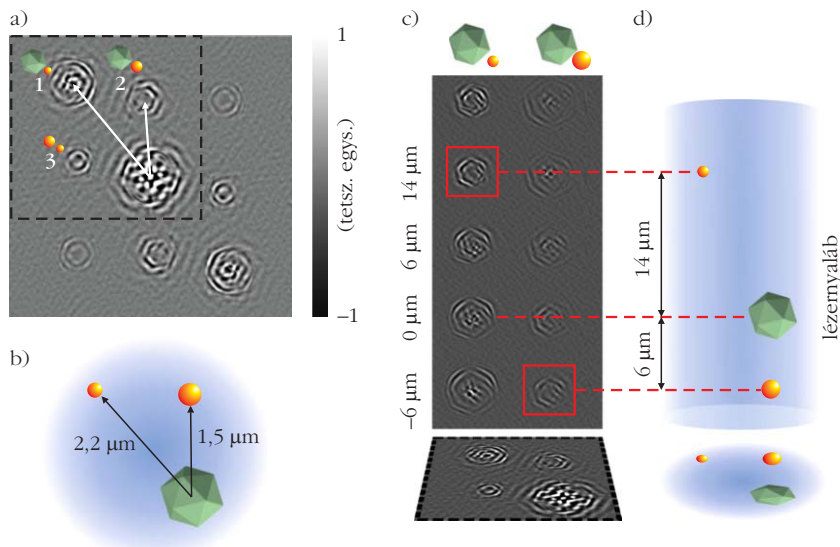 a)
1
2
3
1
(tetsz. egys.)
–1
b)
2,2 µm
1,5 µm
c)
14 µm
6 µm
0 µm
–6 µm
d)
14 µm
6 µm
lézernyaláb